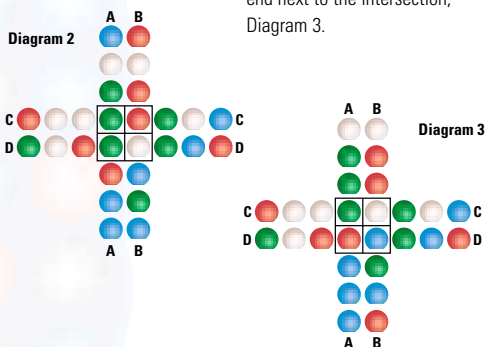 end next to the intersection,
Diagram 3.
A B
Diagram 2
C C
D D
A B
A B
Diagram 3
C C
D D
A B